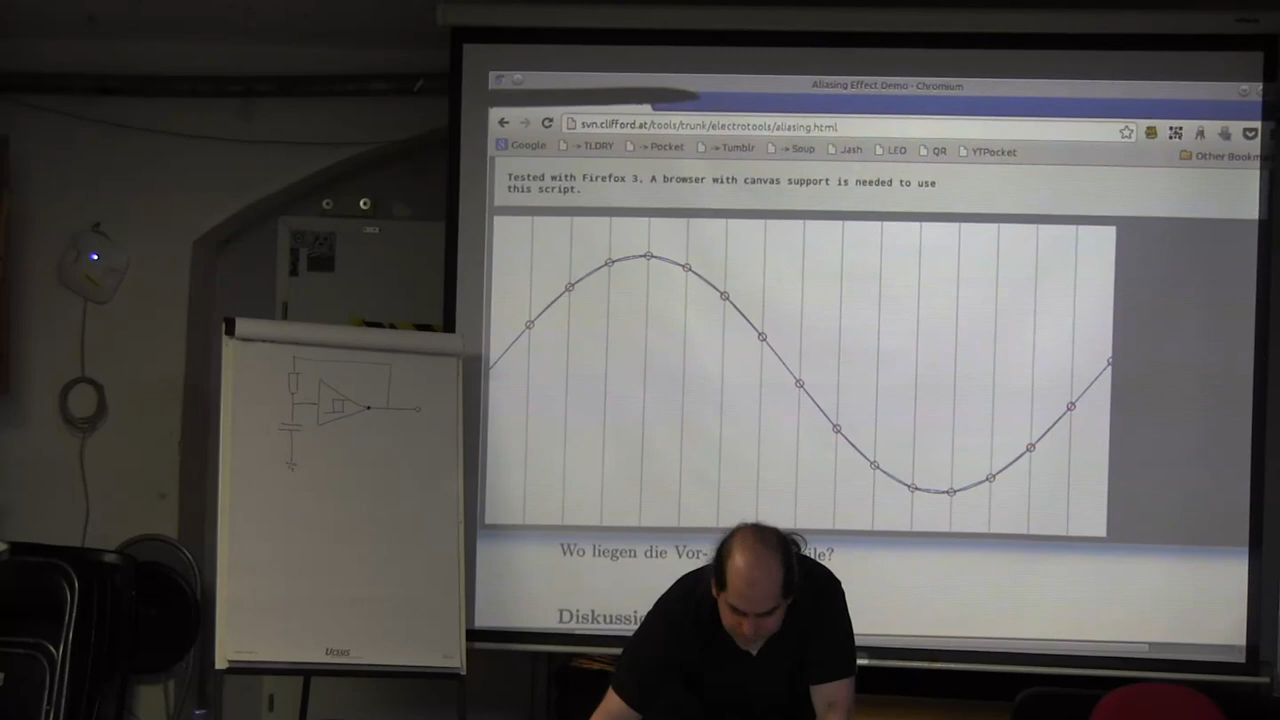 Aliasing Effect Demo - Chromium
svn.clifford.at/tools/trunk/electrotools/aliasing.html
Google -> TLDRY -> Pocket -> Tumblr -> Soup Jash LEO QR YTPocket Other Bookm
Tested with Firefox 3. A browser with canvas support is needed to use
this script.
Wo liegen die Vor- ile?
Diskussi
Ursus